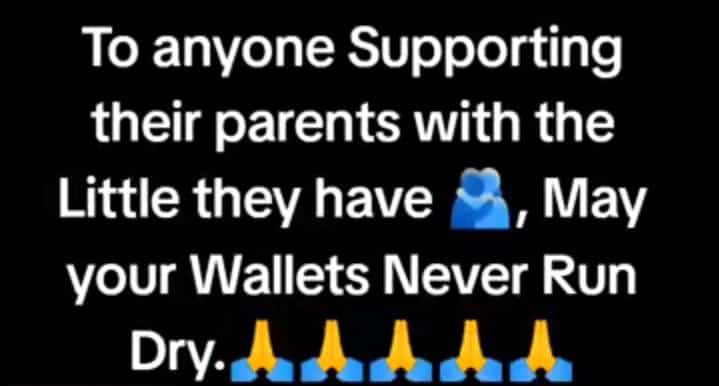 To anyone Supporting
their parents with the
Little they have 🫂, May
your Wallets Never Run
Dry.🙏🙏🙏🙏🙏